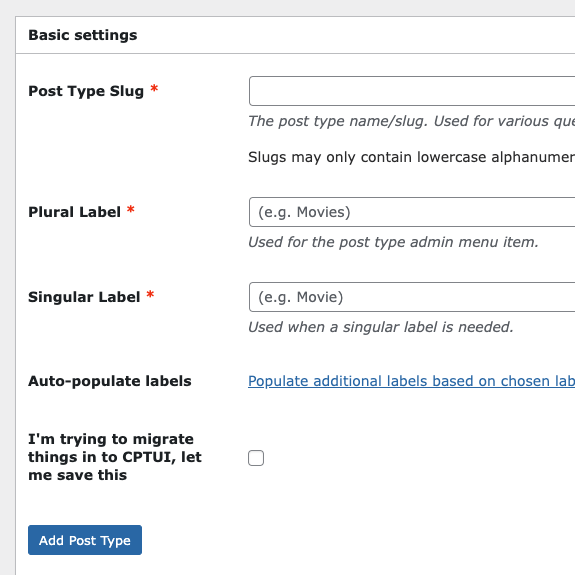 Basic settings
Post Type Slug *
The post type name/slug. Used for various
Slugs may only contain lowercase
Plural Label *
(e.g. Movies)
Used for the post type admin menu item.
Singular Label *
(e.g. Movie)
Used when a singular label is needed.
Auto-populate labels
Populate additional labels based on chosen
I'm trying to migrate
things in to CPTUI, let
me save this
Add Post Type